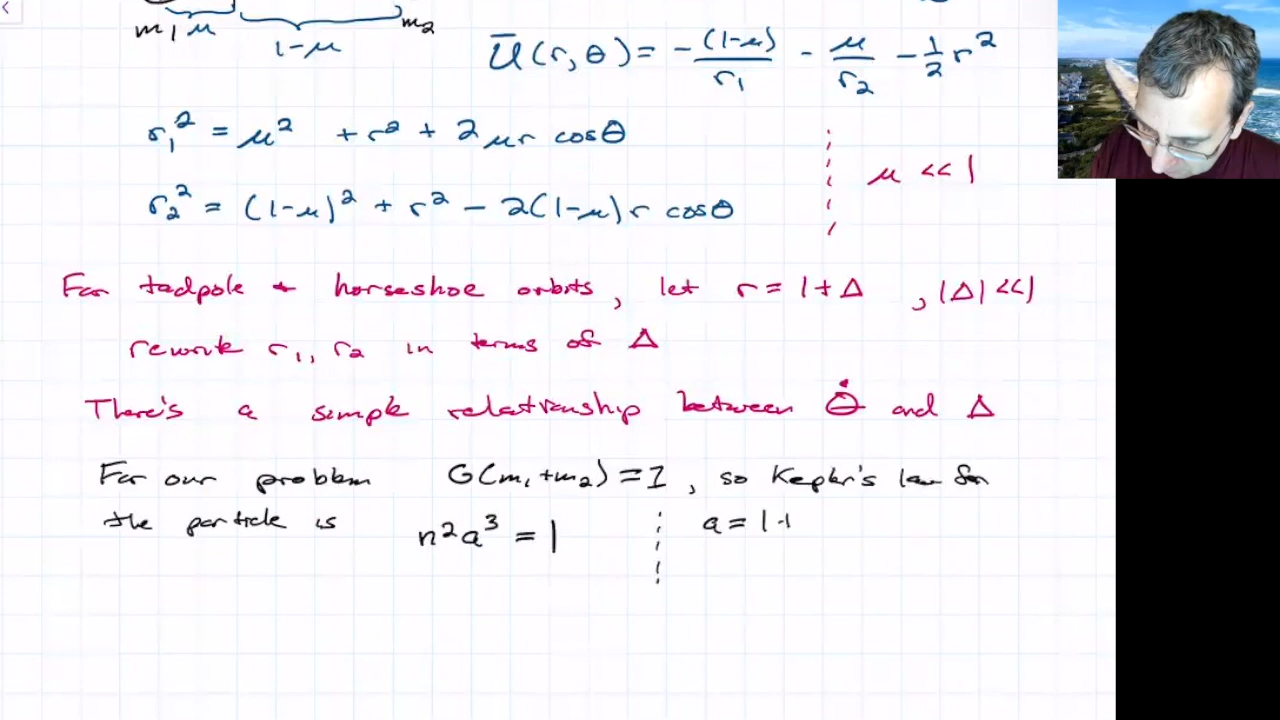 m₁ μ 1-μ m₂
Ū(r, θ) = - (1-μ)/r₁ - μ/r₂ - 1/2 r²
r₁² = μ² + r² + 2μr cosθ
μ << 1
r₂² = (1-μ)² + r² - 2(1-μ)r cosθ
For tadpole + horseshoe orbits, let r = 1+Δ , |Δ| <<1
rewrite r₁, r₂ in terms of Δ
There's a simple relationship between θ̇ and Δ
For our problem G(m₁+m₂) = 1, so Kepler's law for
the particle is n²a³ = 1 a = 1+